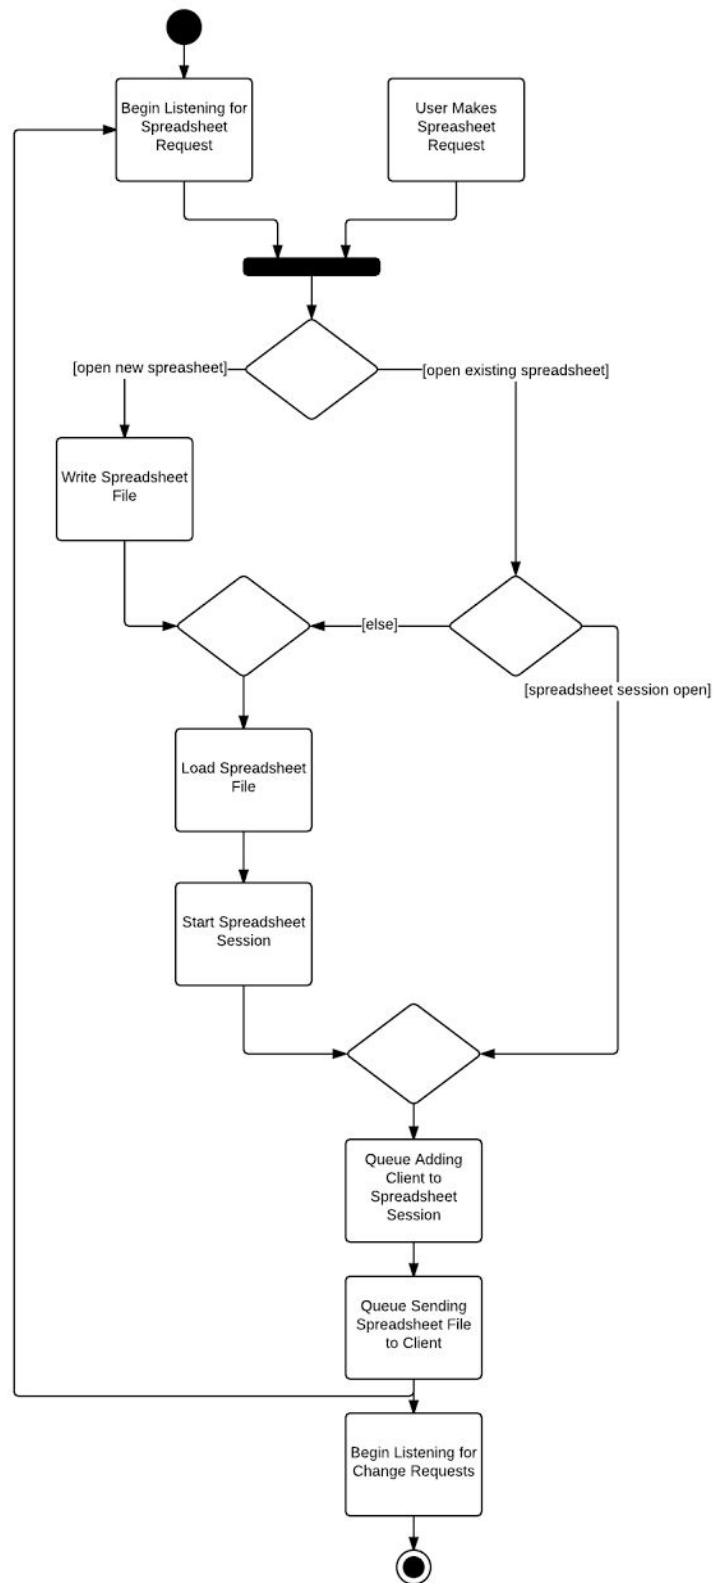 Begin Listening for
Spreadsheet
Request
User Makes
Spreasheet
Request
[open new spreasheet]
[open existing spreadsheet]
Write Spreadsheet
File
[else]
[spreadsheet session open]
Load Spreadsheet
File
Start Spreadsheet
Session
Queue Adding
Client to
Spreadsheet
Session
Queue Sending
Spreadsheet File
to Client
Begin Listening for
Change Requests